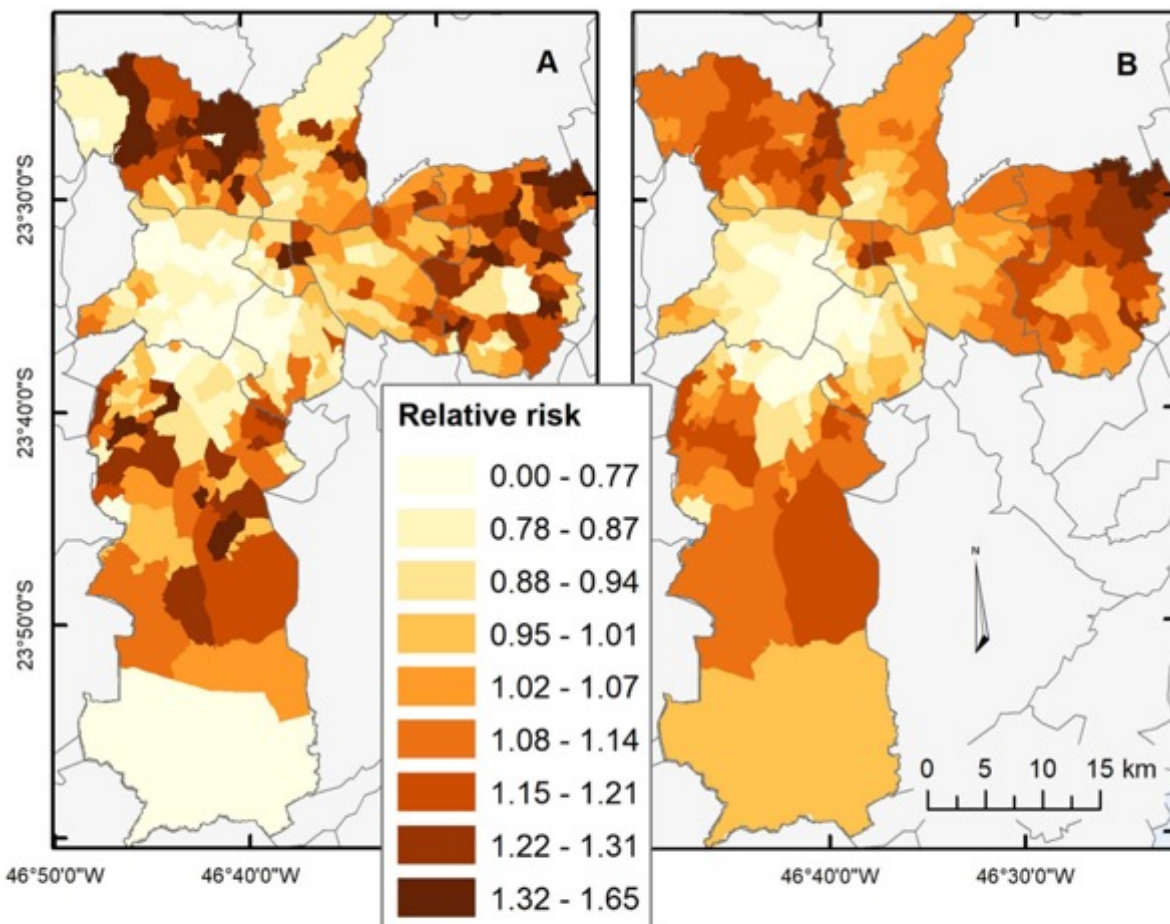 A
B
23°30'0"S
23°40'0"S
23°50'0"S
Relative risk
0.00 - 0.77
0.78 - 0.87
0.88 - 0.94
0.95 - 1.01
1.02 - 1.07
1.08 - 1.14
1.15 - 1.21
1.22 - 1.31
1.32 - 1.65
N
0 5 10 15 km
46°50'0"W 46°40'0"W 46°40'0"W 46°30'0"W